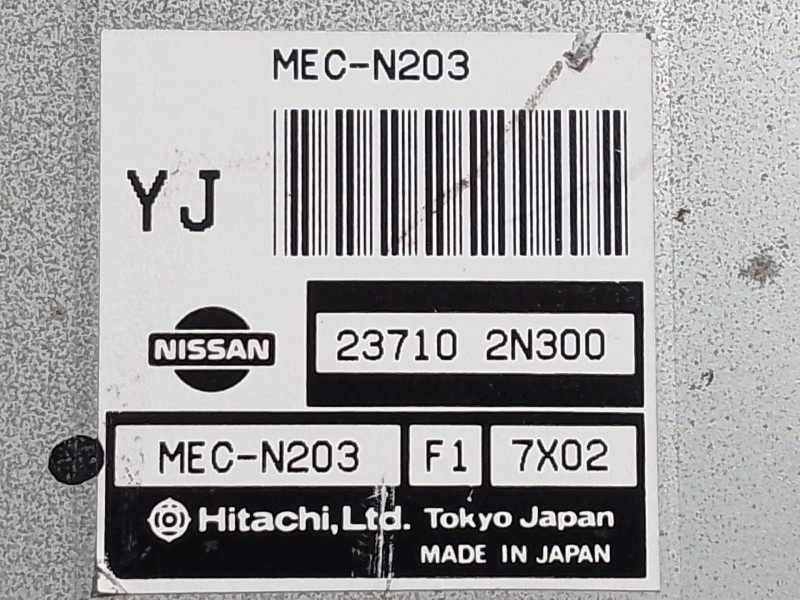 MEC-N203
YJ
NISSAN
23710 2N300
MEC-N203 F1 7X02
Hitachi,Ltd. Tokyo Japan
MADE IN JAPAN